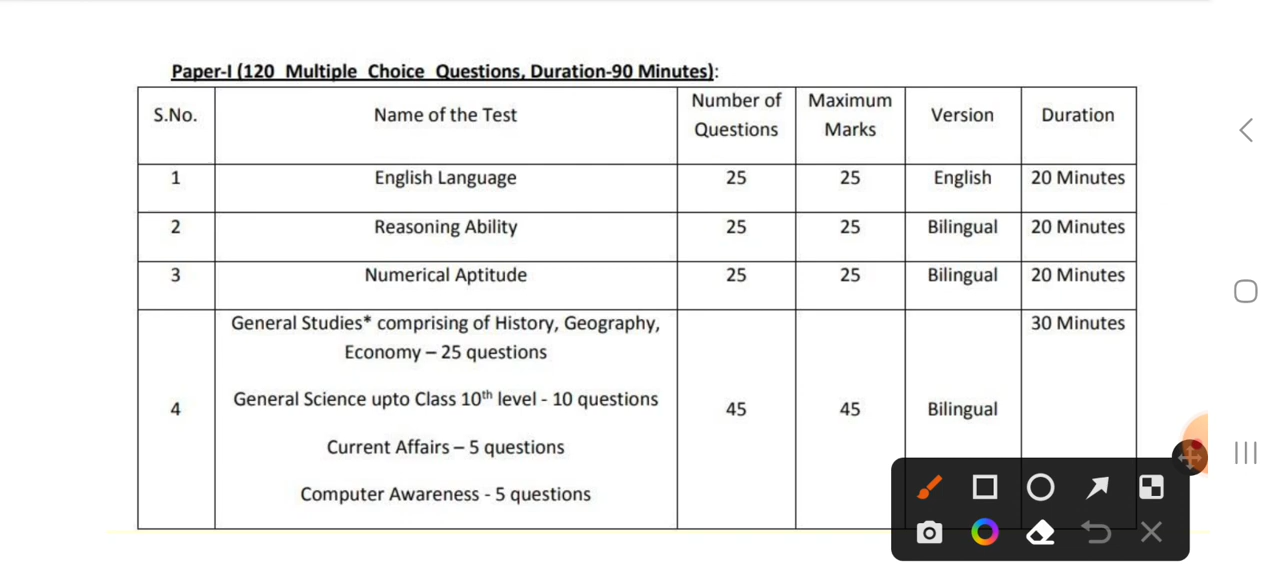 Paper-I (120 Multiple Choice Questions, Duration-90 Minutes):
S.No. Name of the Test Number of Questions Maximum Marks Version Duration
1 English Language 25 25 English 20 Minutes
2 Reasoning Ability 25 25 Bilingual 20 Minutes
3 Numerical Aptitude 25 25 Bilingual 20 Minutes
4 General Studies* comprising of History, Geography, 45 45 Bilingual 30 Minutes
Economy – 25 questions
General Science upto Class 10th level - 10 questions
Current Affairs – 5 questions
Computer Awareness - 5 questions